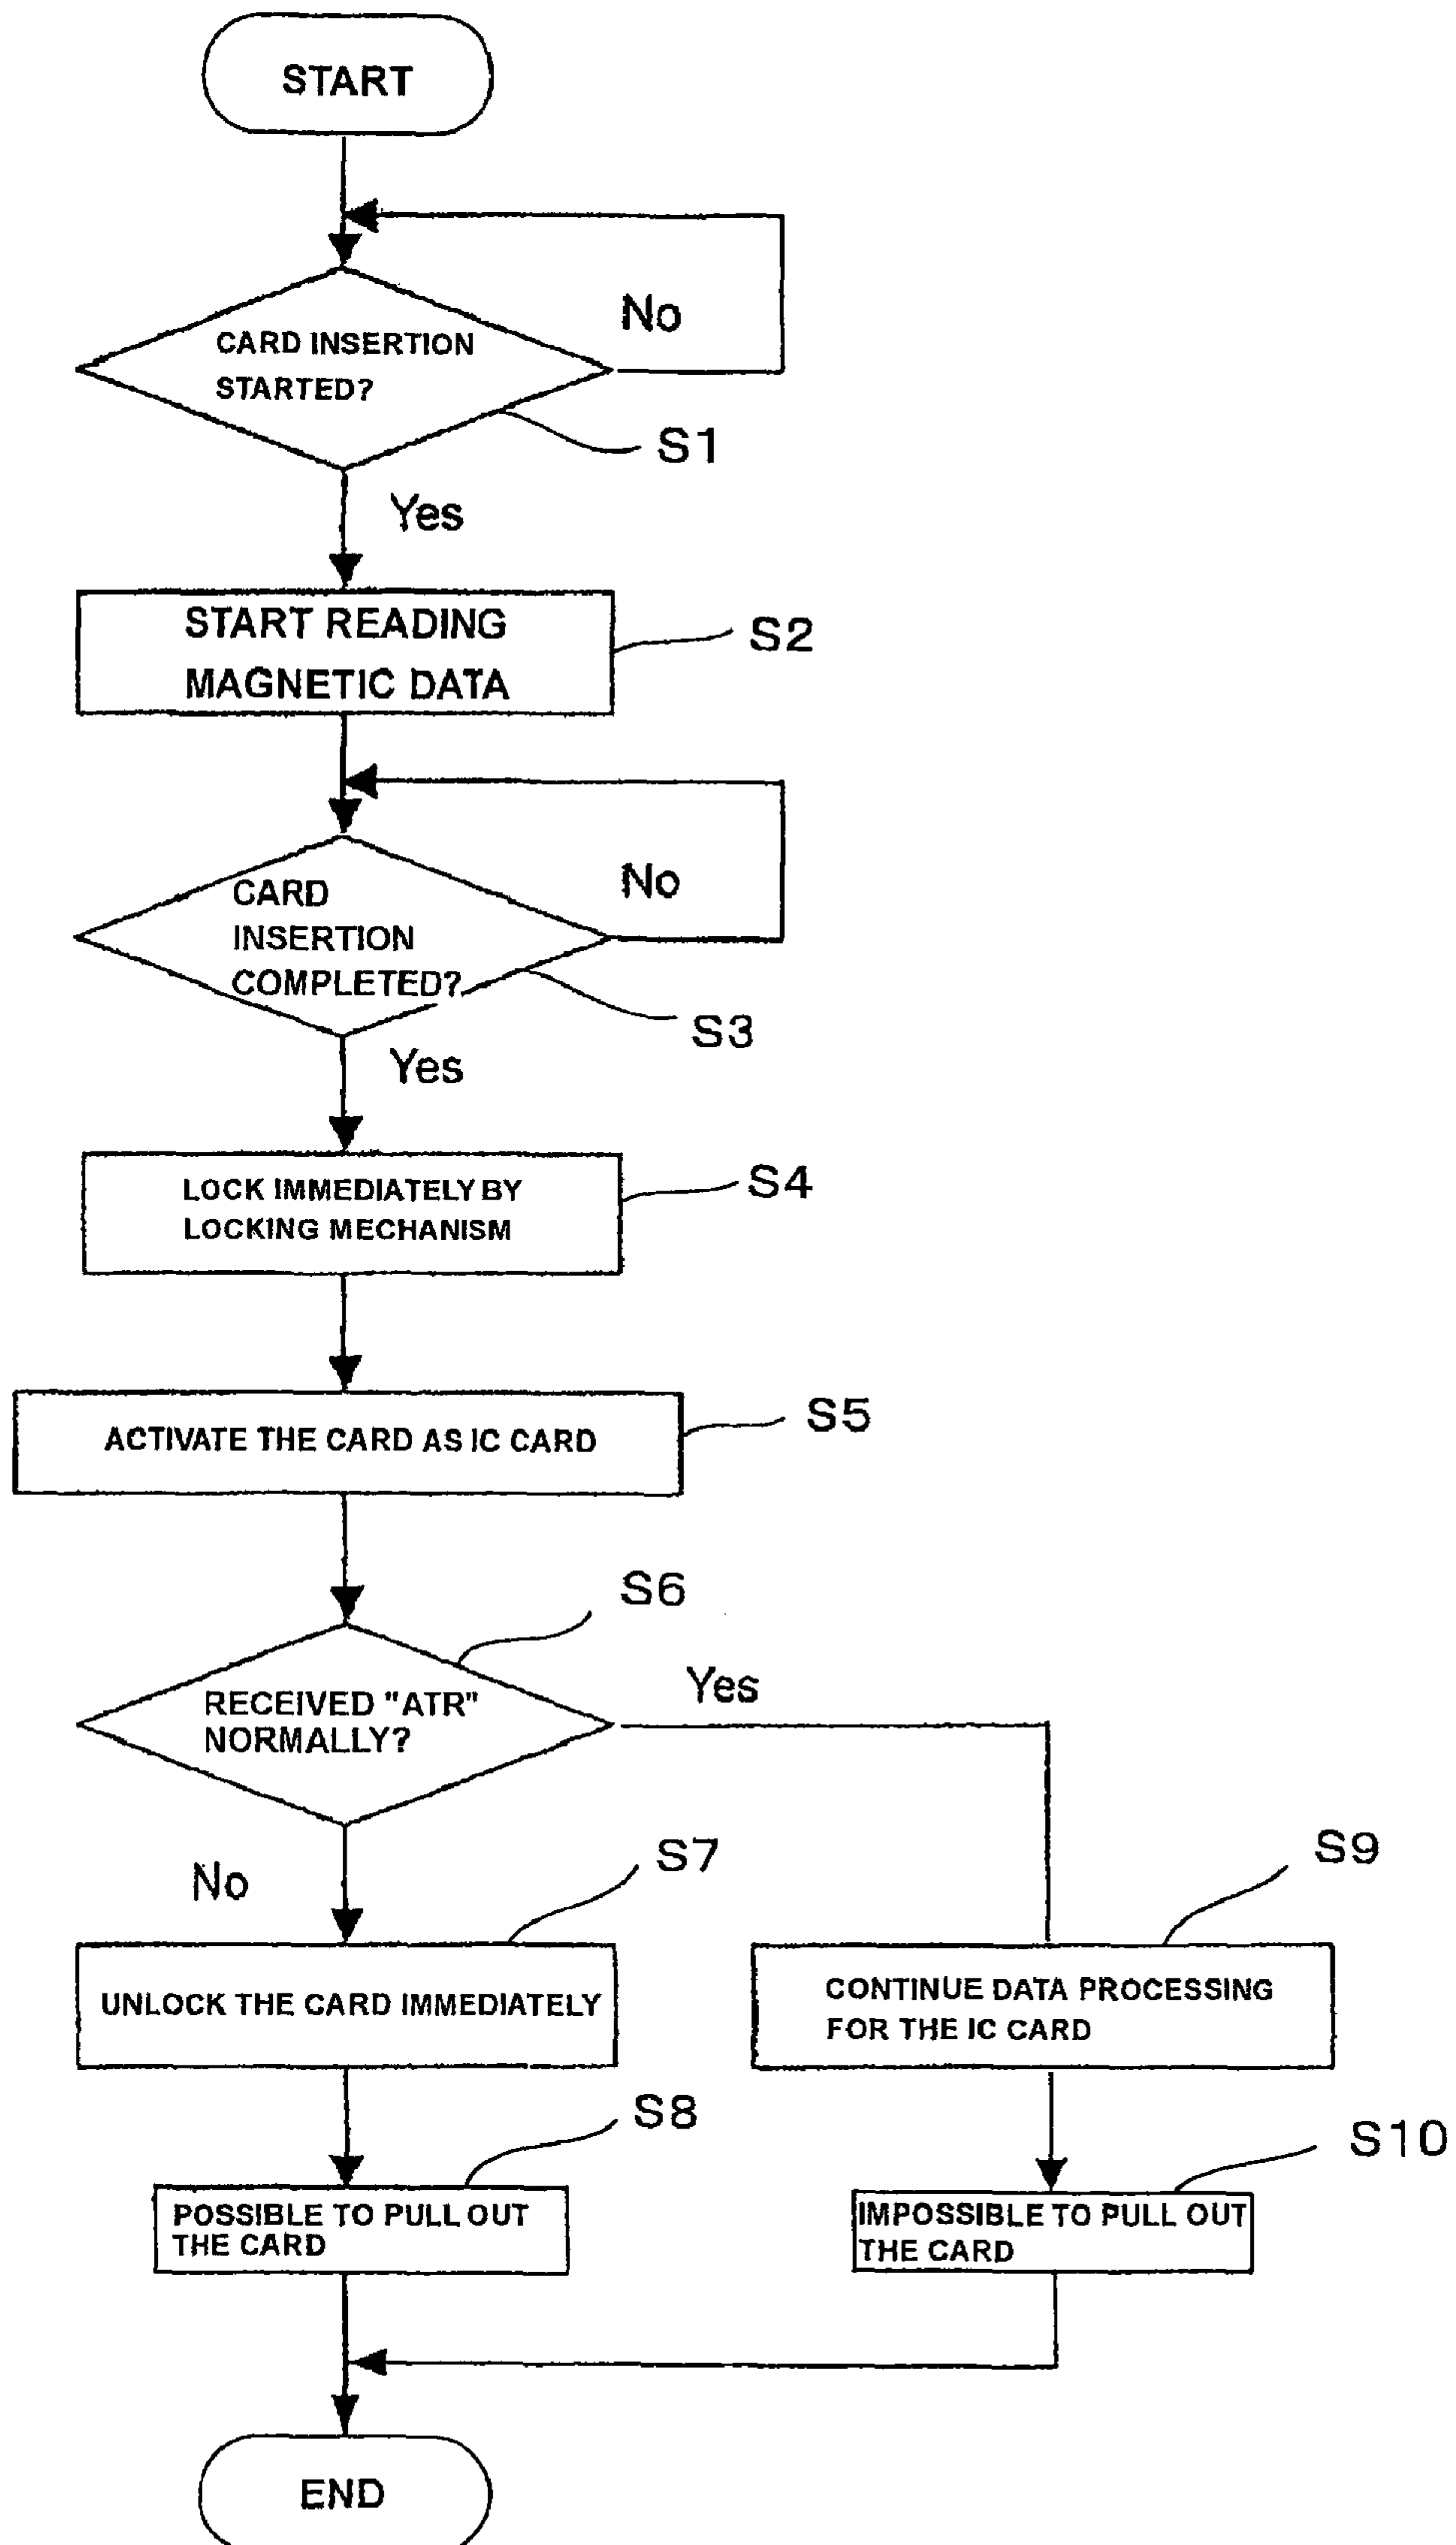 START
No
CARD INSERTION
STARTED?
S1
Yes
START READING
MAGNETIC DATA
S2
No
CARD
INSERTION
COMPLETED?
S3
Yes
LOCK IMMEDIATELY BY
LOCKING MECHANISM
S4
ACTIVATE THE CARD AS IC CARD
S5
S6
RECEIVED "ATR"
NORMALLY?
Yes
No
S7
S9
UNLOCK THE CARD IMMEDIATELY
CONTINUE DATA PROCESSING
FOR THE IC CARD
S8
S10
POSSIBLE TO PULL OUT
THE CARD
IMPOSSIBLE TO PULL OUT
THE CARD
END